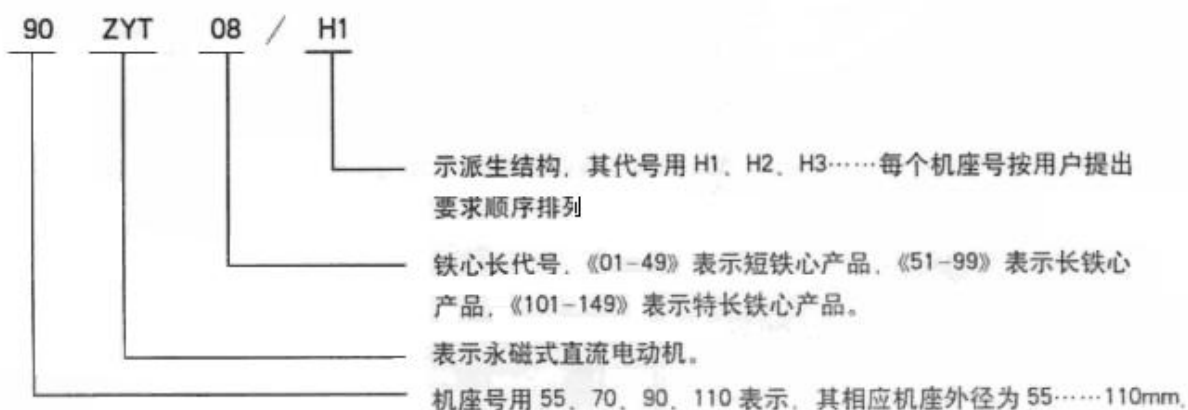 90 ZYT 08 / H1
示派生结构，其代号用 H1、H2、H3……每个机座号按用户提出
要求顺序排列
铁心长代号，《01-49》表示短铁心产品，《51-99》表示长铁心
产品，《101-149》表示特长铁心产品。
表示永磁式直流电动机。
机座号用 55、70、90、110 表示，其相应机座外径为 55……110mm。